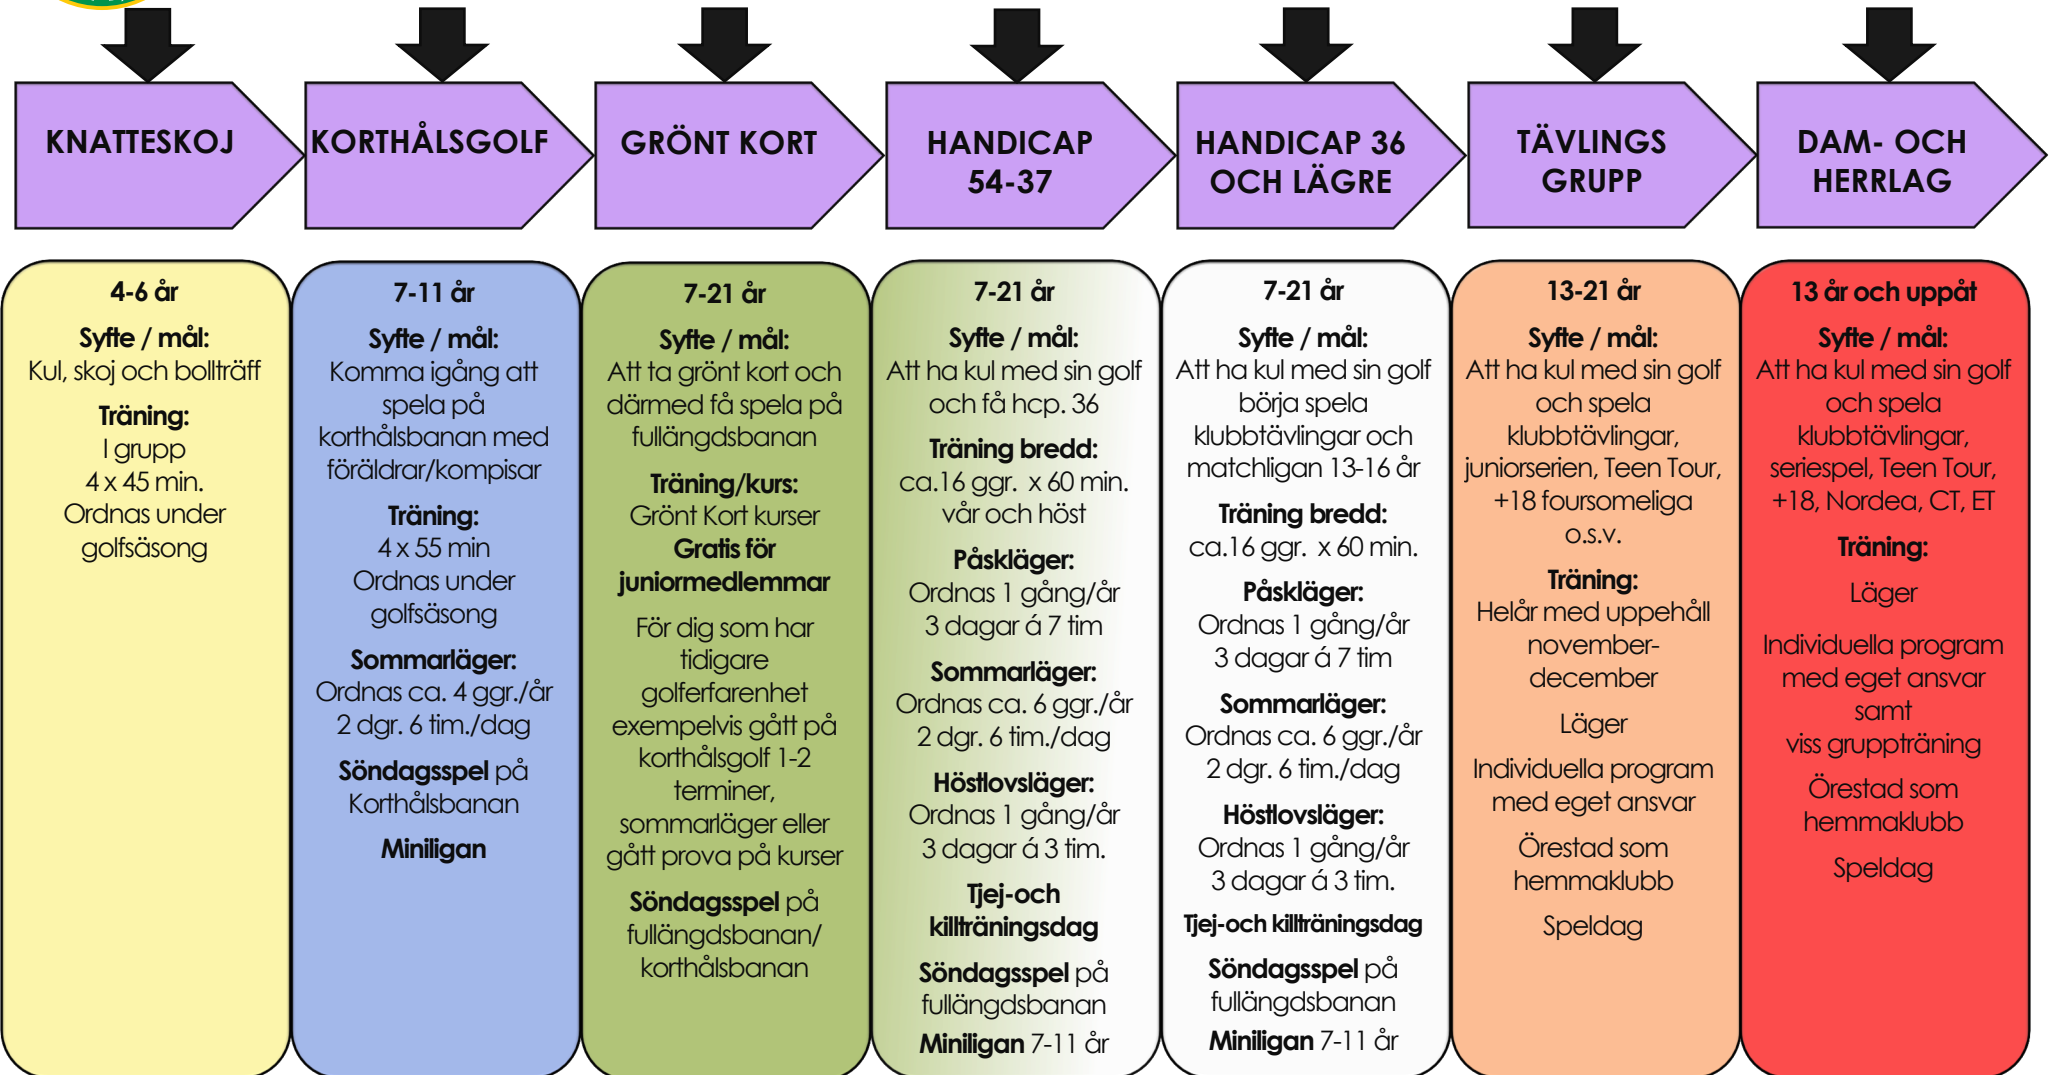 KNATTESKOJ
KORTHÅLSGOLF
GRÖNT KORT
HANDICAP
54-37
HANDICAP 36
OCH LÄGRE
TÄVLINGS
GRUPP
DAM- OCH
HERRLAG
4-6 år
Syfte / mål:
Kul, skoj och bollträff
Träning:
I grupp
4 x 45 min.
Ordnas under
golfsäsong
7-11 år
Syfte / mål:
Komma igång att
spela på
korthålsbanan med
föräldrar/kompisar
Träning:
4 x 55 min
Ordnas under
golfsäsong
Sommarläger:
Ordnas ca. 4 ggr./år
2 dgr. 6 tim./dag
Söndagsspel på
Korthålsbanan
Miniligan
7-21 år
Syfte / mål:
Att ta grönt kort och
därmed få spela på
fullängdsbanan
Träning/kurs:
Grönt Kort kurser
Gratis för
juniormedlemmar
För dig som har
tidigare
golferfarenhet
exempelvis gått på
korthålsgolf 1-2
terminer,
sommarläger eller
gått prova på kurser
Söndagsspel på
fullängdsbanan/
korthålsbanan
7-21 år
Syfte / mål:
Att ha kul med sin golf
och få hcp. 36
Träning bredd:
ca.16 ggr. x 60 min.
vår och höst
Påskläger:
Ordnas 1 gång/år
3 dagar á 7 tim
Sommarläger:
Ordnas ca. 6 ggr./år
2 dgr. 6 tim./dag
Höstlovsläger:
Ordnas 1 gång/år
3 dagar á 3 tim.
Tjej-och
killträningsdag
Söndagsspel på
fullängdsbanan
Miniligan 7-11 år
7-21 år
Syfte / mål:
Att ha kul med sin golf
börja spela
klubbtävlingar och
matchligan 13-16 år
Träning bredd:
ca.16 ggr. x 60 min.
Påskläger:
Ordnas 1 gång/år
3 dagar á 7 tim
Sommarläger:
Ordnas ca. 6 ggr./år
2 dgr. 6 tim./dag
Höstlovsläger:
Ordnas 1 gång/år
3 dagar á 3 tim.
Tjej-och killträningsdag
Söndagsspel på
fullängdsbanan
Miniligan 7-11 år
13-21 år
Syfte / mål:
Att ha kul med sin golf
och spela
klubbtävlingar,
juniorserien, Teen Tour,
+18 foursomeliga
o.s.v.
Träning:
Helår med uppehåll
november-
december
Läger
Individuella program
med eget ansvar
Örestad som
hemmaklubb
Speldag
13 år och uppåt
Syfte / mål:
Att ha kul med sin golf
och spela
klubbtävlingar,
seriespel, Teen Tour,
+18, Nordea, CT, ET
Träning:
Läger
Individuella program
med eget ansvar
samt
viss gruppträning
Örestad som
hemmaklubb
Speldag